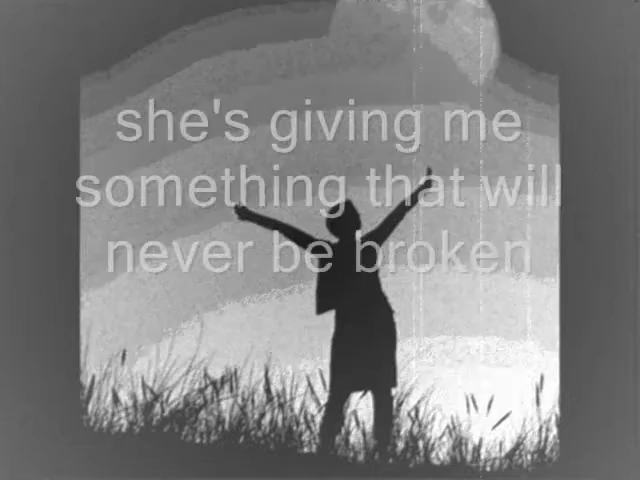 she's giving me
something that will
never be broken